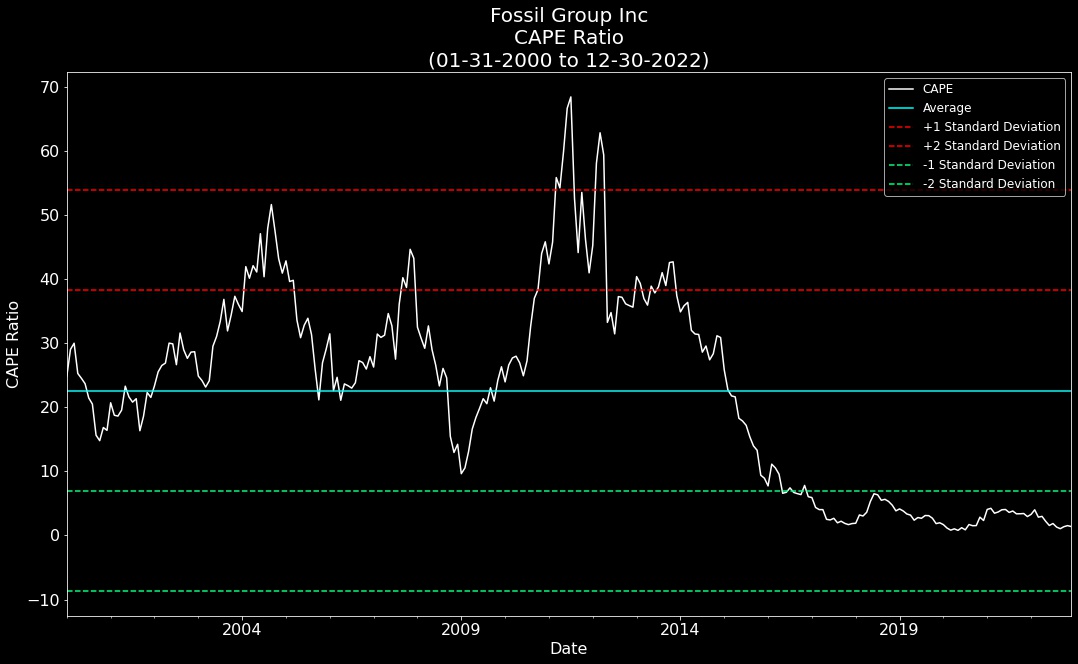 Fossil Group Inc
CAPE Ratio
(01-31-2000 to 12-30-2022)
CAPE
Average
+1 Standard Deviation
+2 Standard Deviation
-1 Standard Deviation
-2 Standard Deviation
70
60
50
40
30
20
10
0
−10
CAPE Ratio
2004
2009
2014
2019
Date